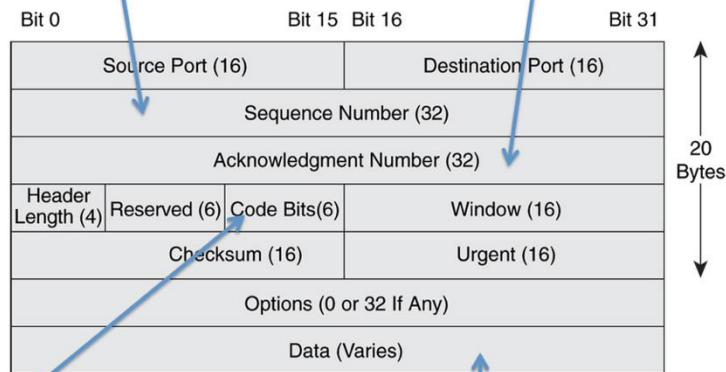 Bit 0 Bit 15 Bit 16 Bit 31
Source Port (16) Destination Port (16)
Sequence Number (32)
Acknowledgment Number (32)
20
Bytes
Header
Length (4) Reserved (6) Code Bits(6) Window (16)
Checksum (16) Urgent (16)
Options (0 or 32 If Any)
Data (Varies)